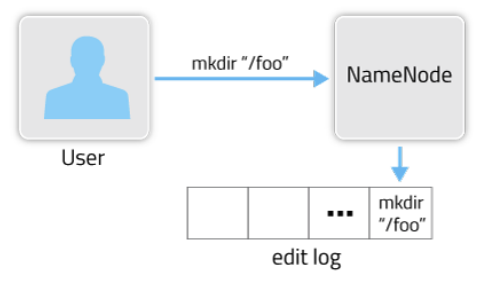 mkdir “/foo”
NameNode
User
...
mkdir
“/foo”
edit log